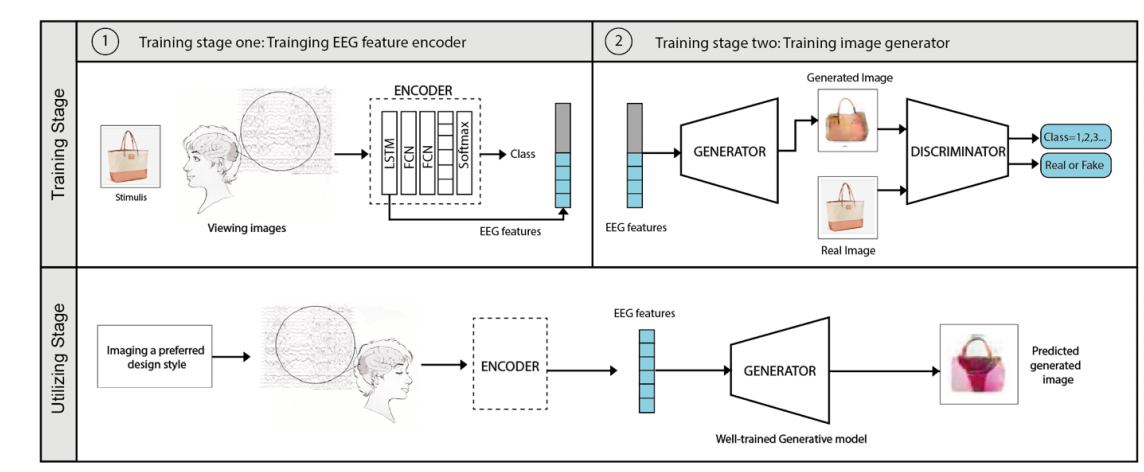 1 Training stage one: Trainging EEG feature encoder
2 Training stage two: Training image generator
Training Stage
Stimulis
Viewing images
ENCODER
LSTM
FCN
FCN
Softmax
Class
EEG features
EEG features
GENERATOR
Generated Image
Real Image
DISCRIMINATOR
Class=1,2,3...
Real or Fake
Utilizing Stage
Imaging a preferred
design style
ENCODER
EEG features
GENERATOR
Well-trained Generative model
Predicted
generated
image